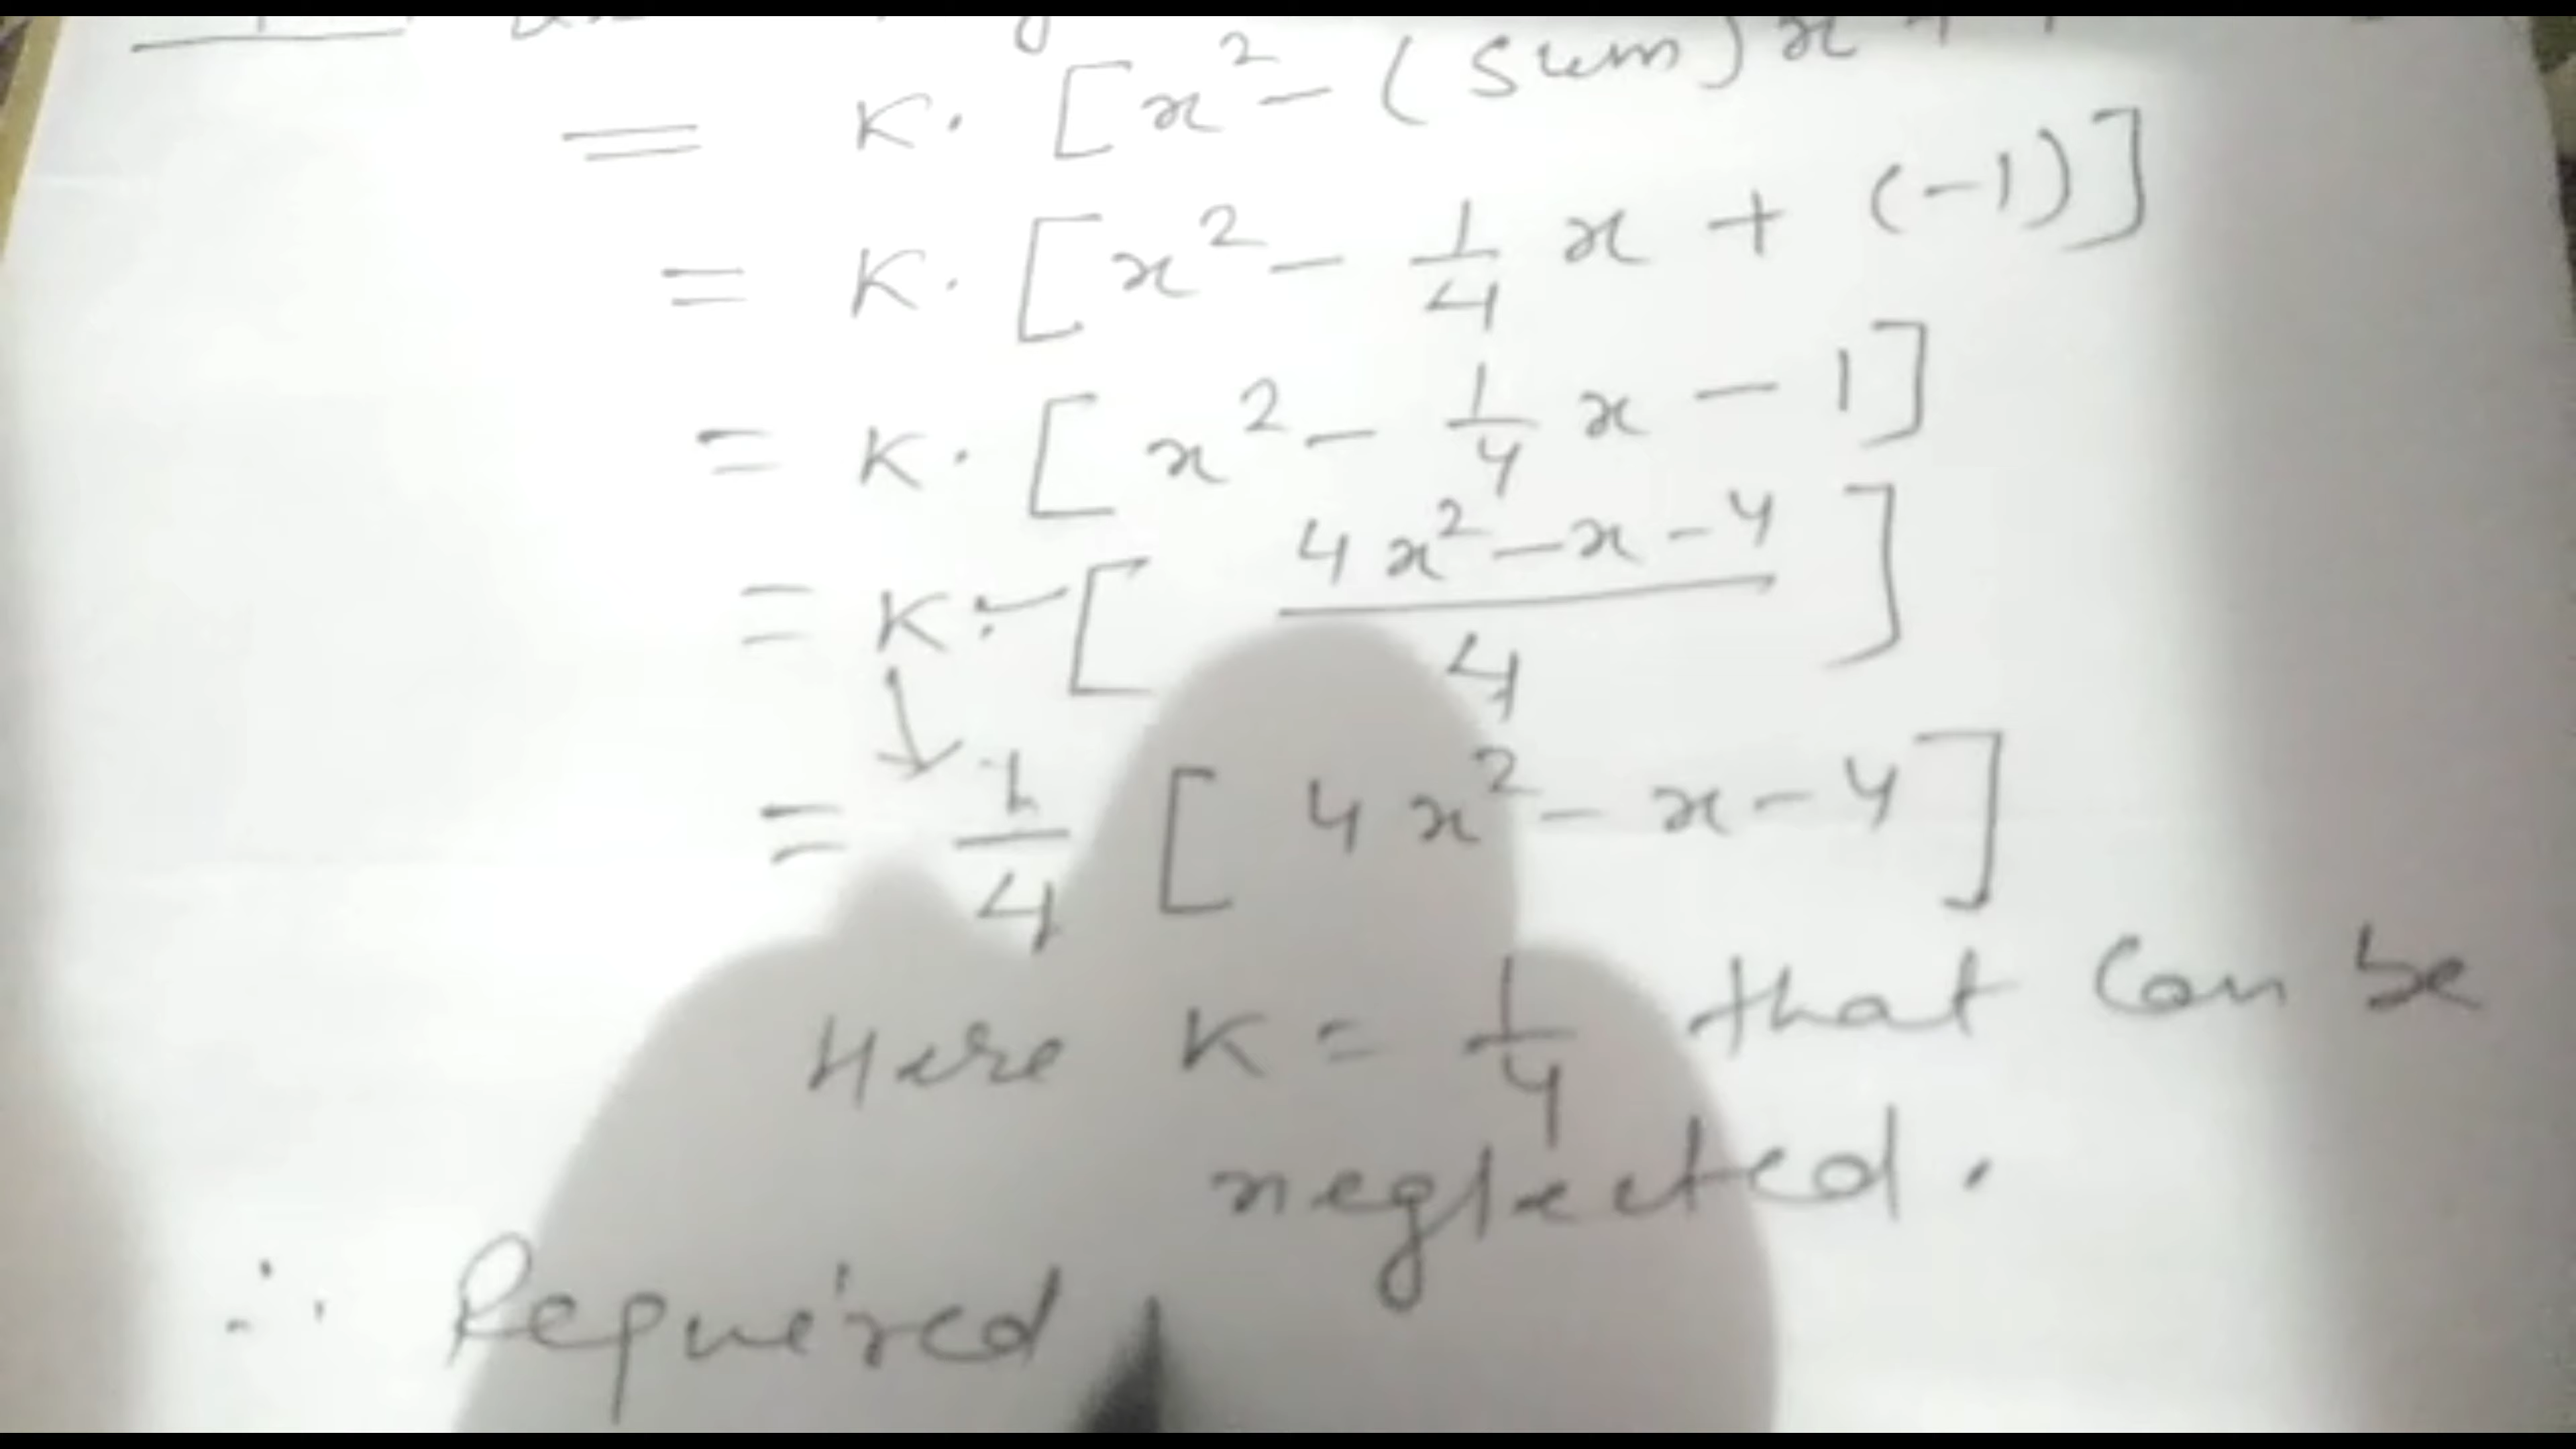 = K. [x² - (Sum)x +
= K. [x² - 1/4 x + (-1)]
= K. [x² - 1/4 x - 1]
= K. [ (4x² - x - 4)/4 ]
= 1/4 [4x² - x - 4]
Here K = 1/4 that can be
neglected.
∴ Required